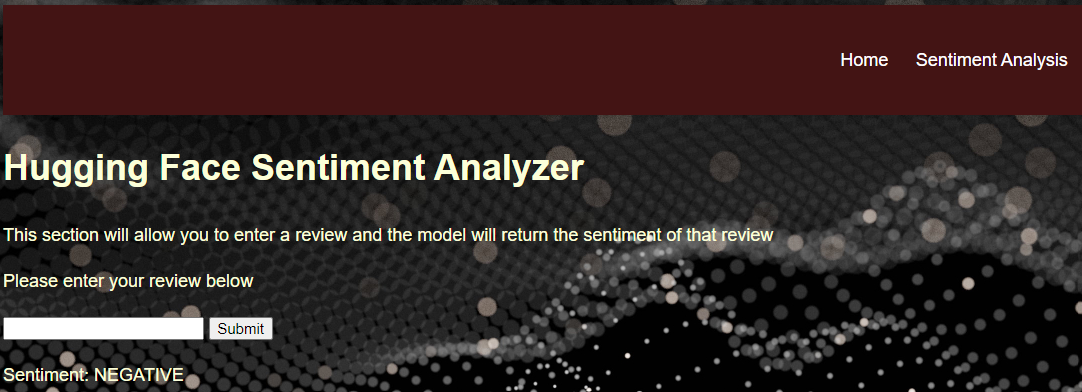 Home Sentiment Analysis
Hugging Face Sentiment Analyzer
This section will allow you to enter a review and the model will return the sentiment of that review
Please enter your review below
Submit
Sentiment: NEGATIVE